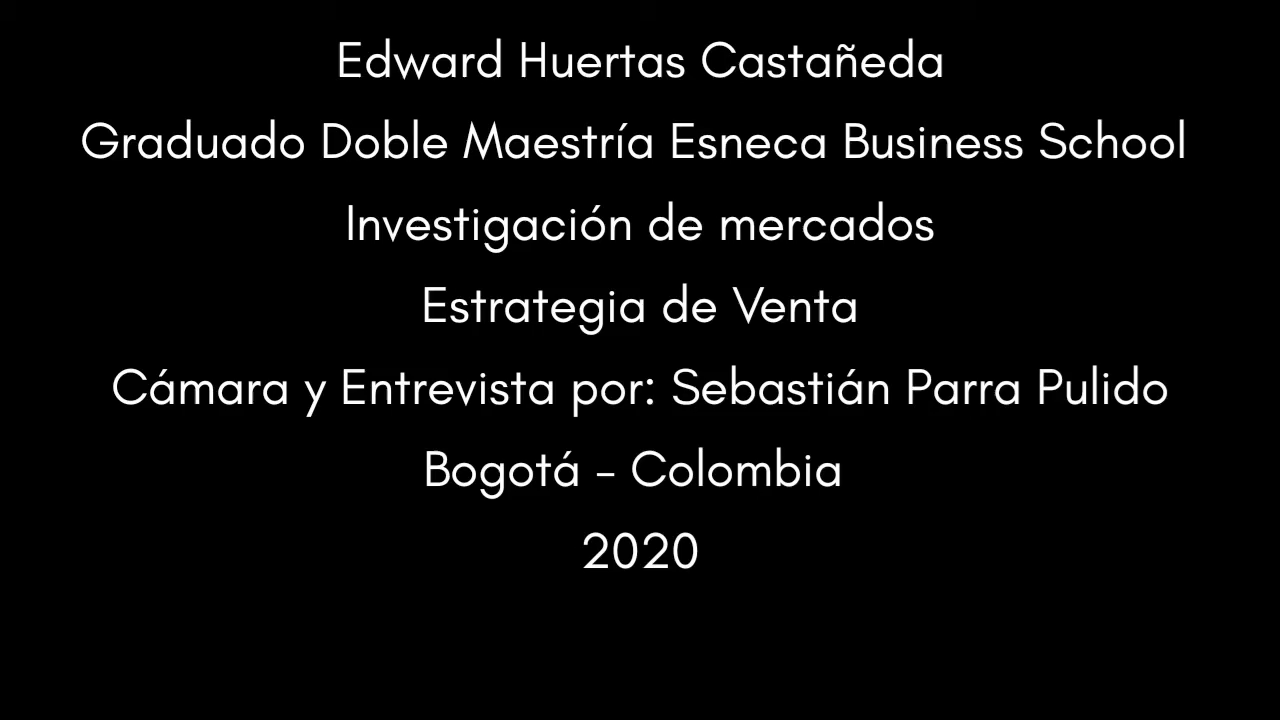 Edward Huertas Castañeda
Graduado Doble Maestría Esneca Business School
Investigación de mercados
Estrategia de Venta
Cámara y Entrevista por: Sebastián Parra Pulido
Bogotá - Colombia
2020